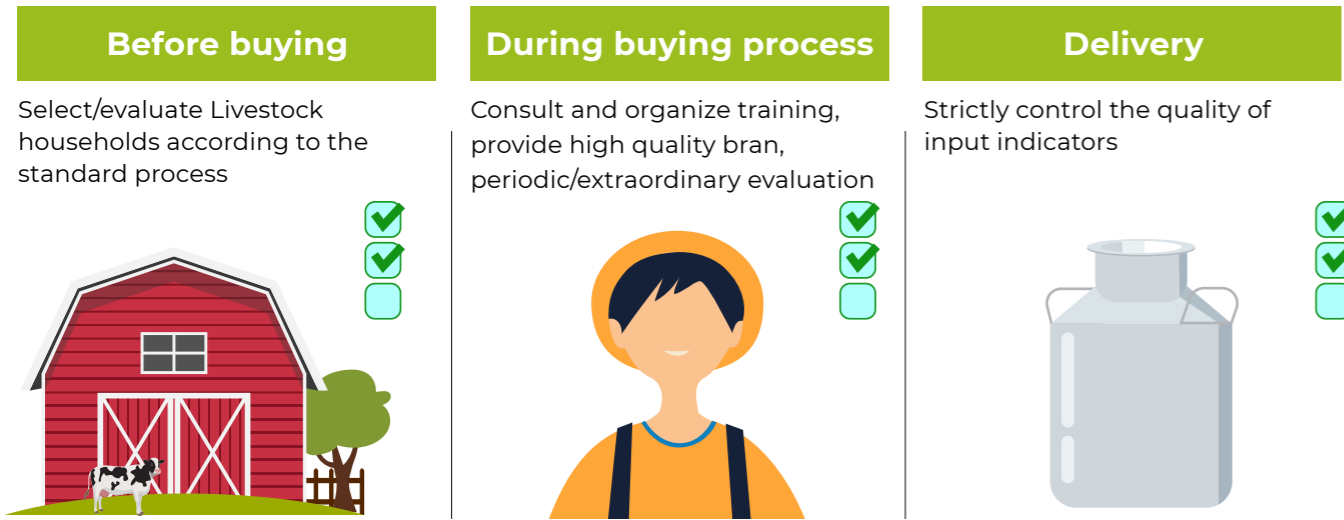 Before buying
Select/evaluate Livestock
households according to the
standard process
During buying process
Consult and organize training,
provide high quality bran,
periodic/extraordinary evaluation
Delivery
Strictly control the quality of
input indicators